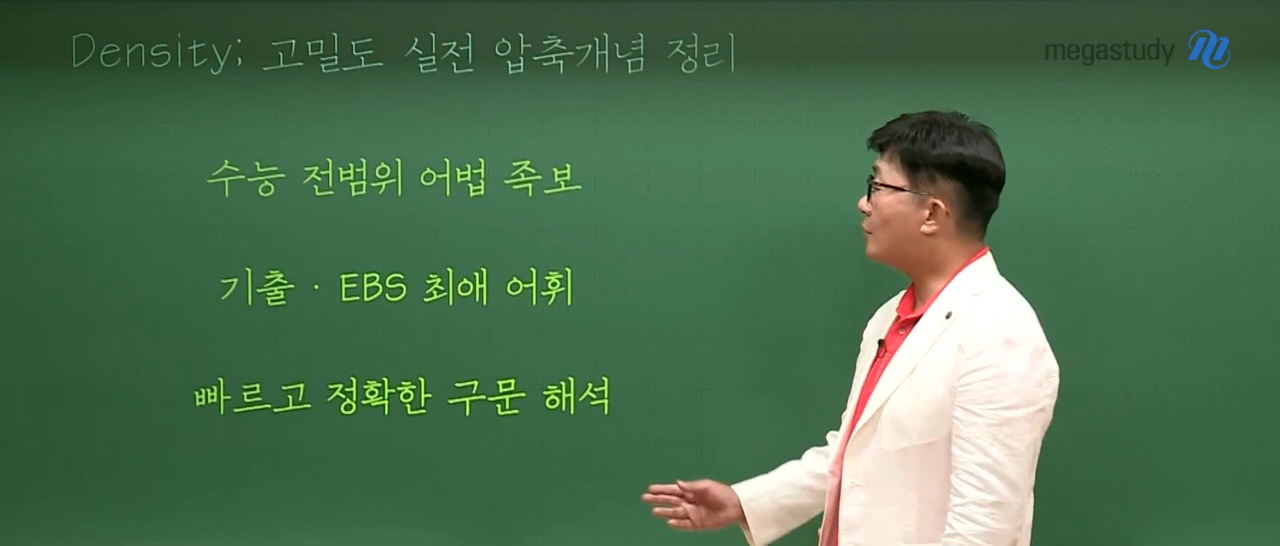 Density; 고밀도 실전 압축개념 정리
megastudy
수능 전범위 어법 족보
기출 · EBS 최애 어휘
빠르고 정확한 구문 해석